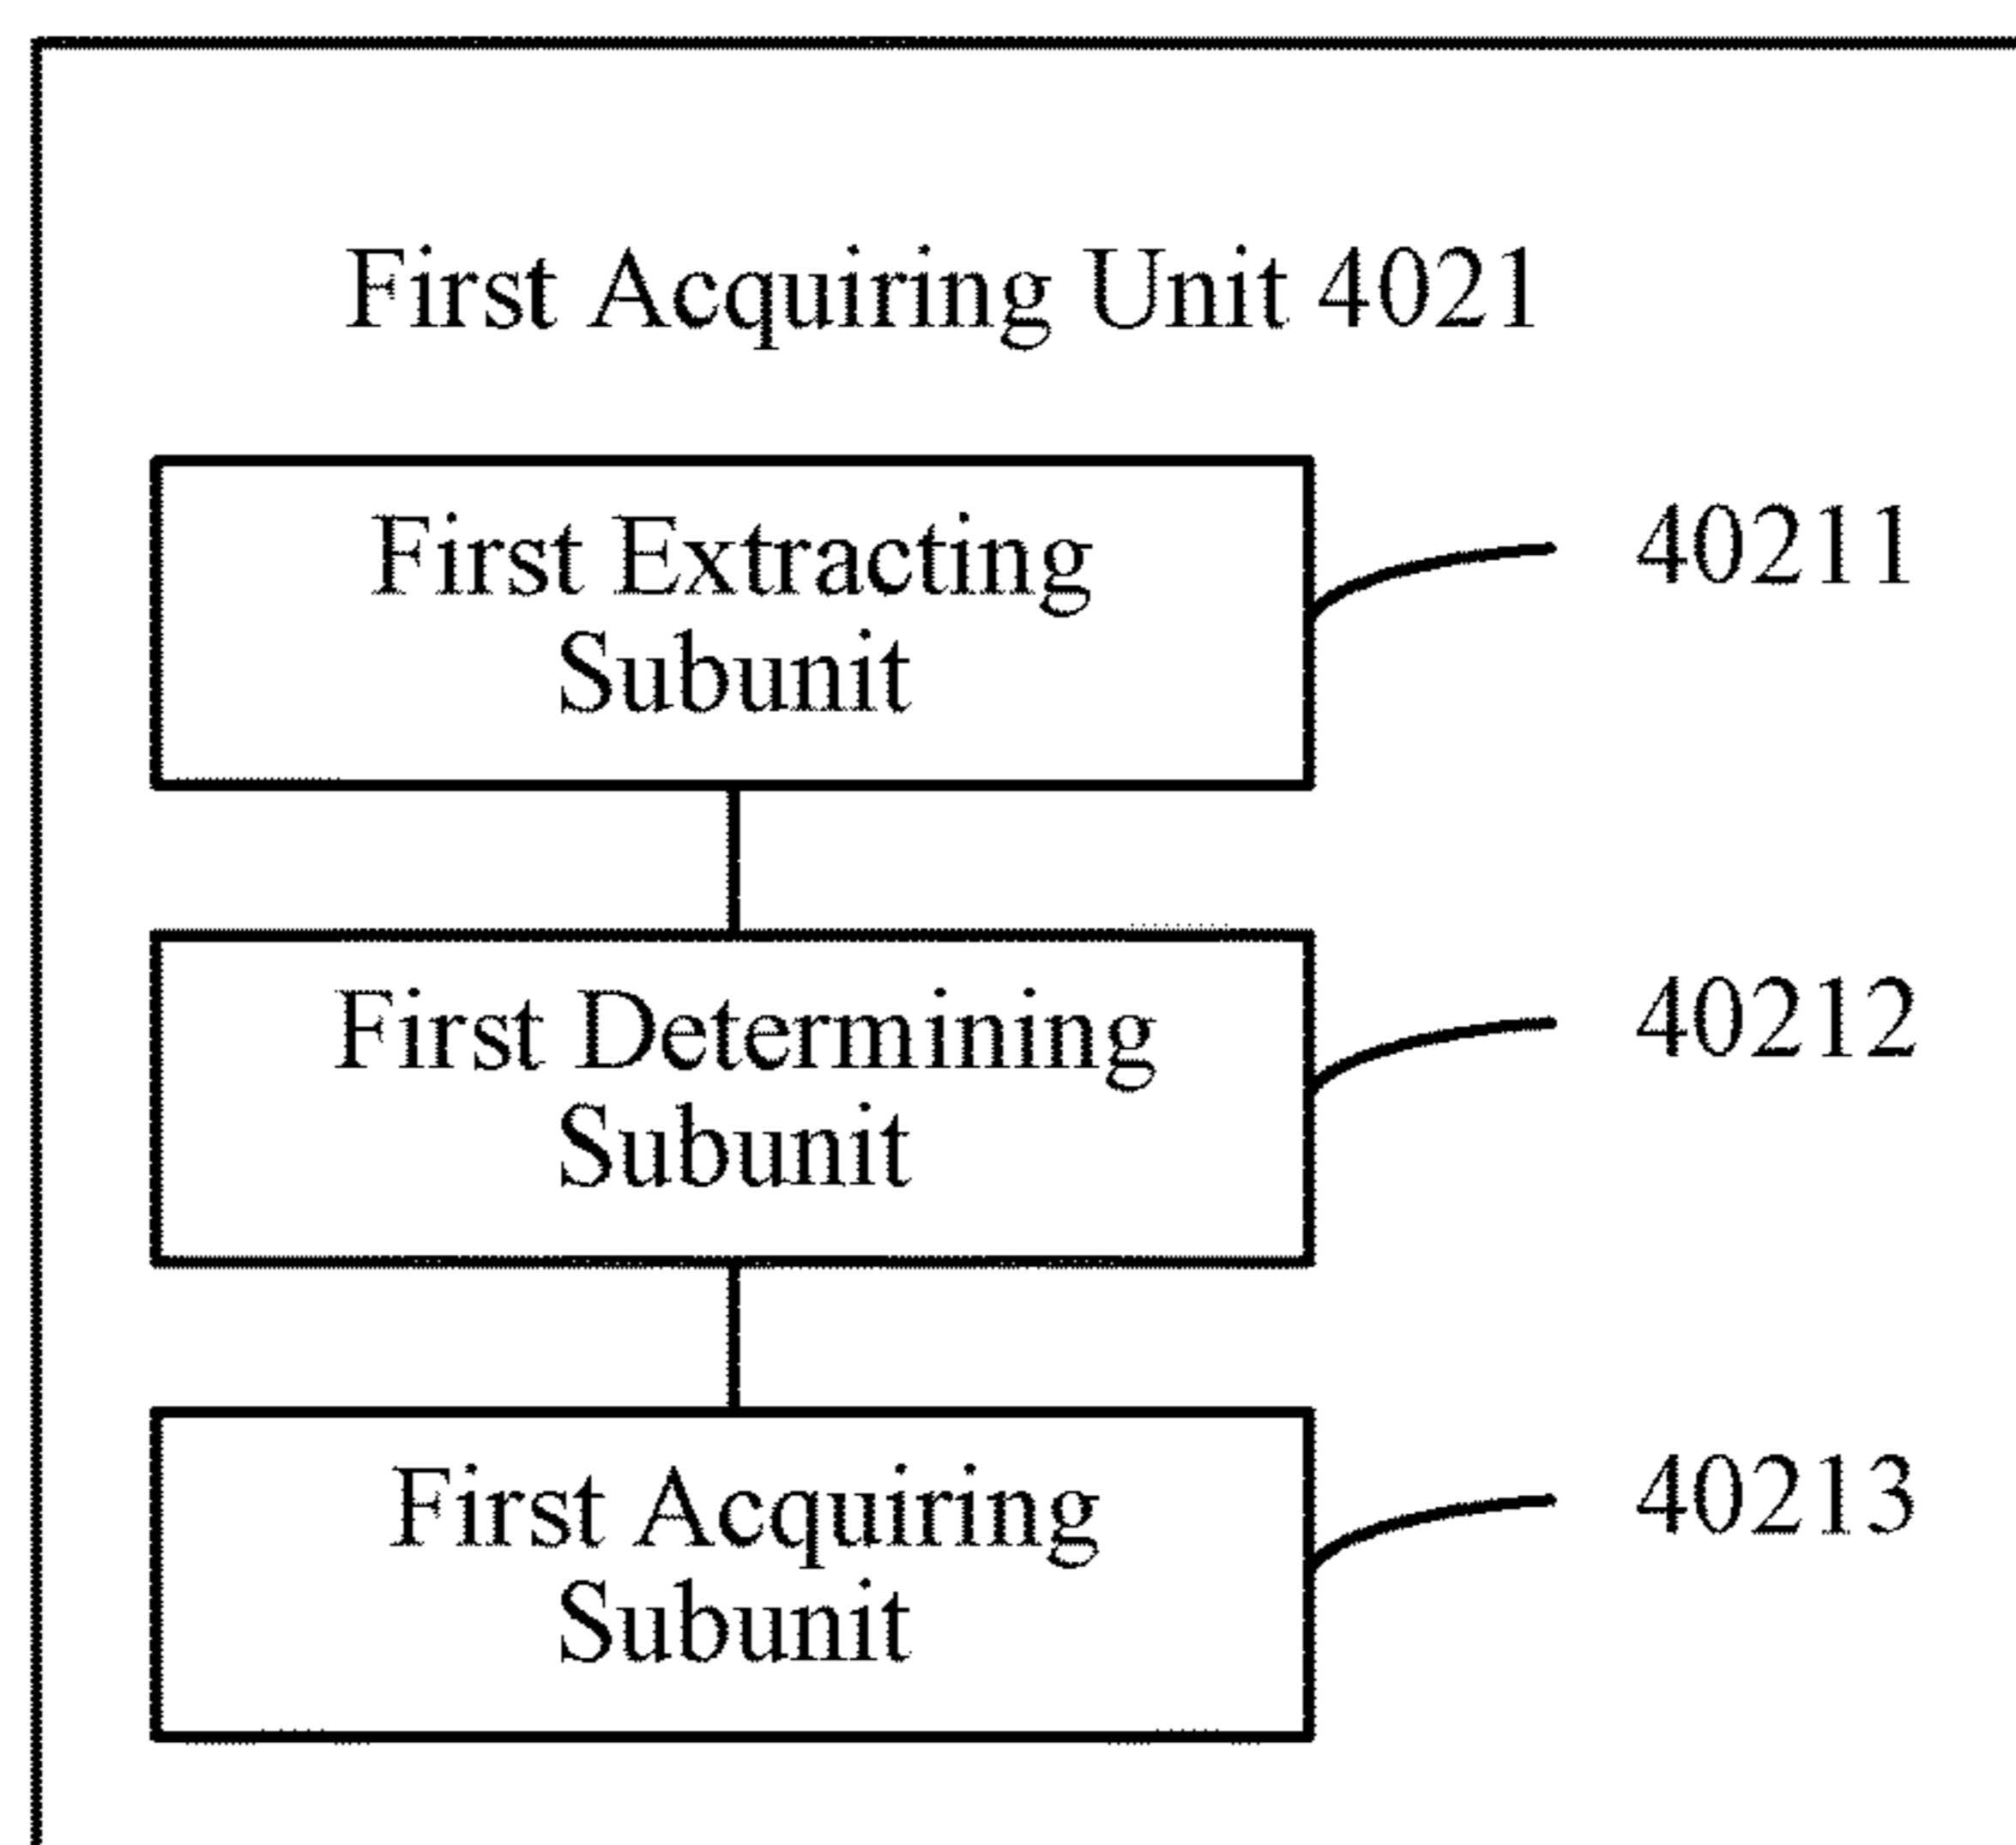 First Acquiring Unit 4021
First Extracting
Subunit
40211
First Determining
Subunit
40212
First Acquiring
Subunit
40213